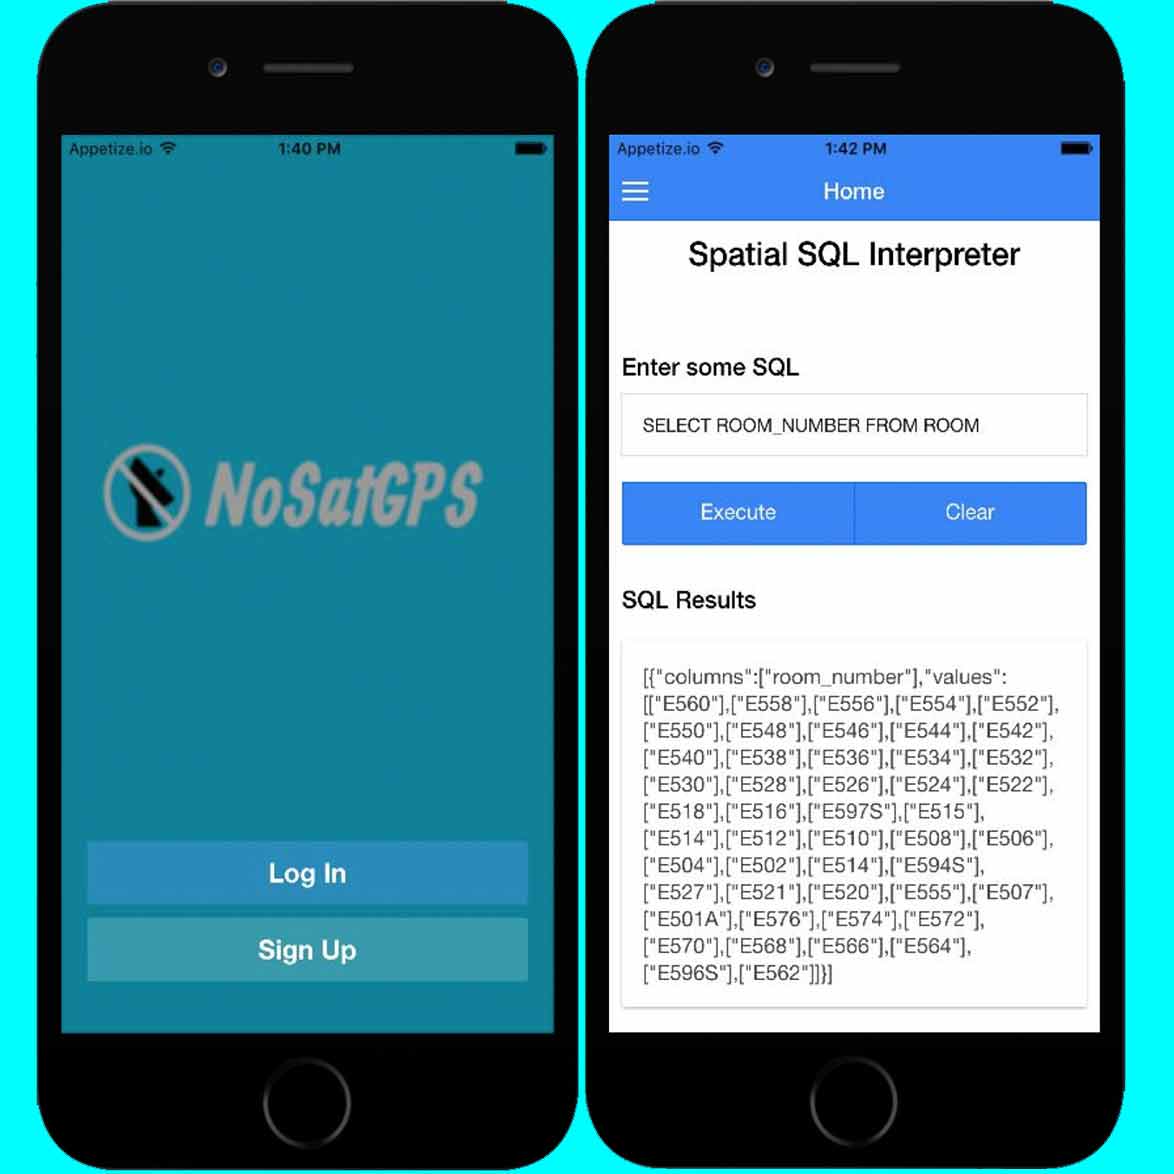 Appetize.io 1:40 PM
NoSatGPS
Log In
Sign Up
Appetize.io 1:42 PM
Home
Spatial SQL Interpreter
Enter some SQL
SELECT ROOM_NUMBER FROM ROOM
Execute Clear
SQL Results
[{"columns":["room_number"],"values":
[["E560"],["E558"],["E556"],["E554"],["E552"],
["E550"],["E548"],["E546"],["E544"],["E542"],
["E540"],["E538"],["E536"],["E534"],["E532"],
["E530"],["E528"],["E526"],["E524"],["E522"],
["E518"],["E516"],["E597S"],["E515"],
["E514"],["E512"],["E510"],["E508"],["E506"],
["E504"],["E502"],["E514"],["E594S"],
["E527"],["E521"],["E520"],["E555"],["E507"],
["E501A"],["E576"],["E574"],["E572"],
["E570"],["E568"],["E566"],["E564"],
["E596S"],["E562"]]}]